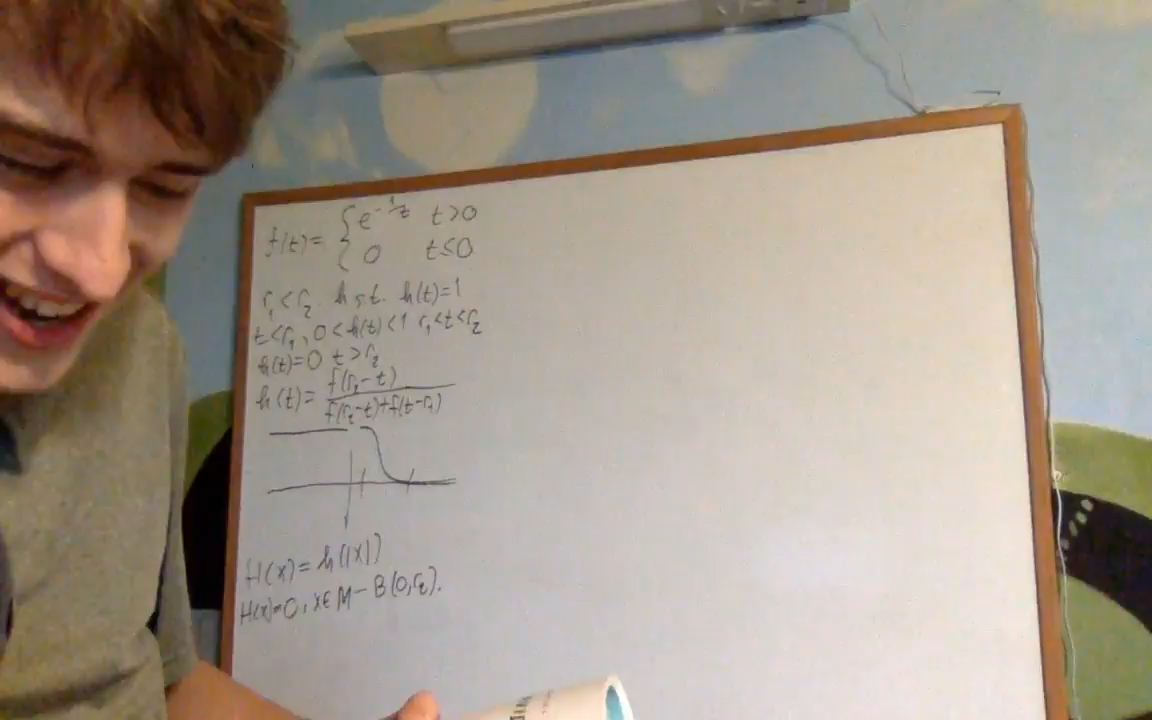 f(t) = { e^{-1/t} t>0
0 t≤0
r₁ < r₂. h s.t. h(t)=1
t<r₁, 0<h(t)<1 r₁<t<r₂
h(t)=0 t>r₂
h(t) = f(r₂-t)
f(r₂-t)+f(t-r₁)
H(x) = h(|x|)
H(x)=0, x∈M-B(0,r₂).